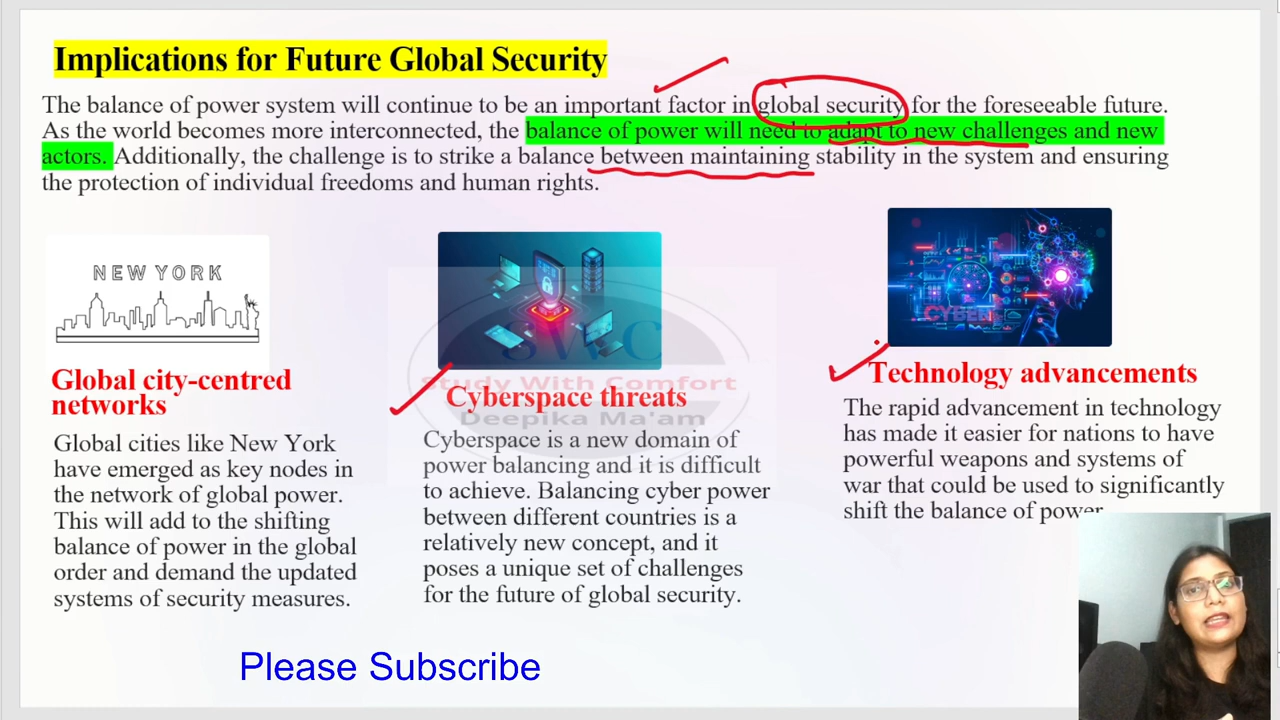 Implications for Future Global Security
The balance of power system will continue to be an important factor in global security for the foreseeable future.
As the world becomes more interconnected, the balance of power will need to adapt to new challenges and new
actors. Additionally, the challenge is to strike a balance between maintaining stability in the system and ensuring
the protection of individual freedoms and human rights.
NEW YORK
Global city-centred
networks
Global cities like New York
have emerged as key nodes in
the network of global power.
This will add to the shifting
balance of power in the global
order and demand the updated
systems of security measures.
SWC
Study With Comfort
Deepika Ma'am
Cyberspace threats
Cyberspace is a new domain of
power balancing and it is difficult
to achieve. Balancing cyber power
between different countries is a
relatively new concept, and it
poses a unique set of challenges
for the future of global security.
CYBER
Technology advancements
The rapid advancement in technology
has made it easier for nations to have
powerful weapons and systems of
war that could be used to significantly
shift the balance of power
Please Subscribe